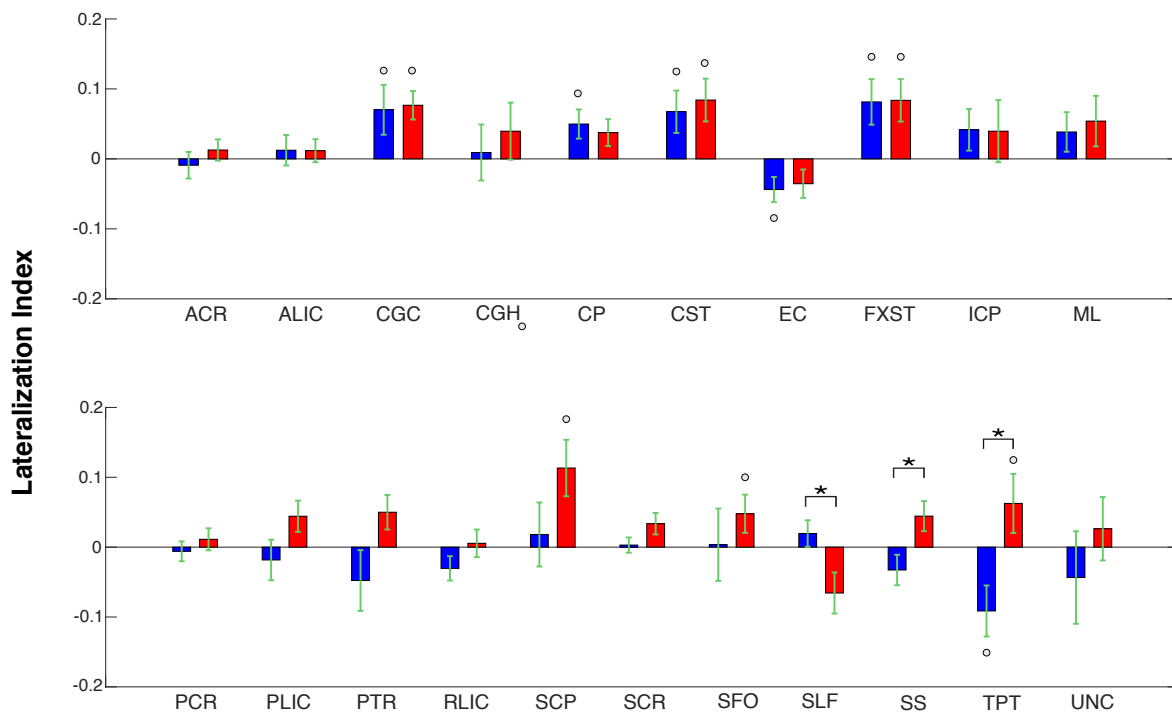 Lateralization Index
0.2
0.1
0
-0.1
-0.2
ACR ALIC CGC CGH CP CST EC FXST ICP ML
0.2
* * *
0.1
0
-0.1
-0.2
PCR PLIC PTR RLIC SCP SCR SFO SLF SS TPT UNC